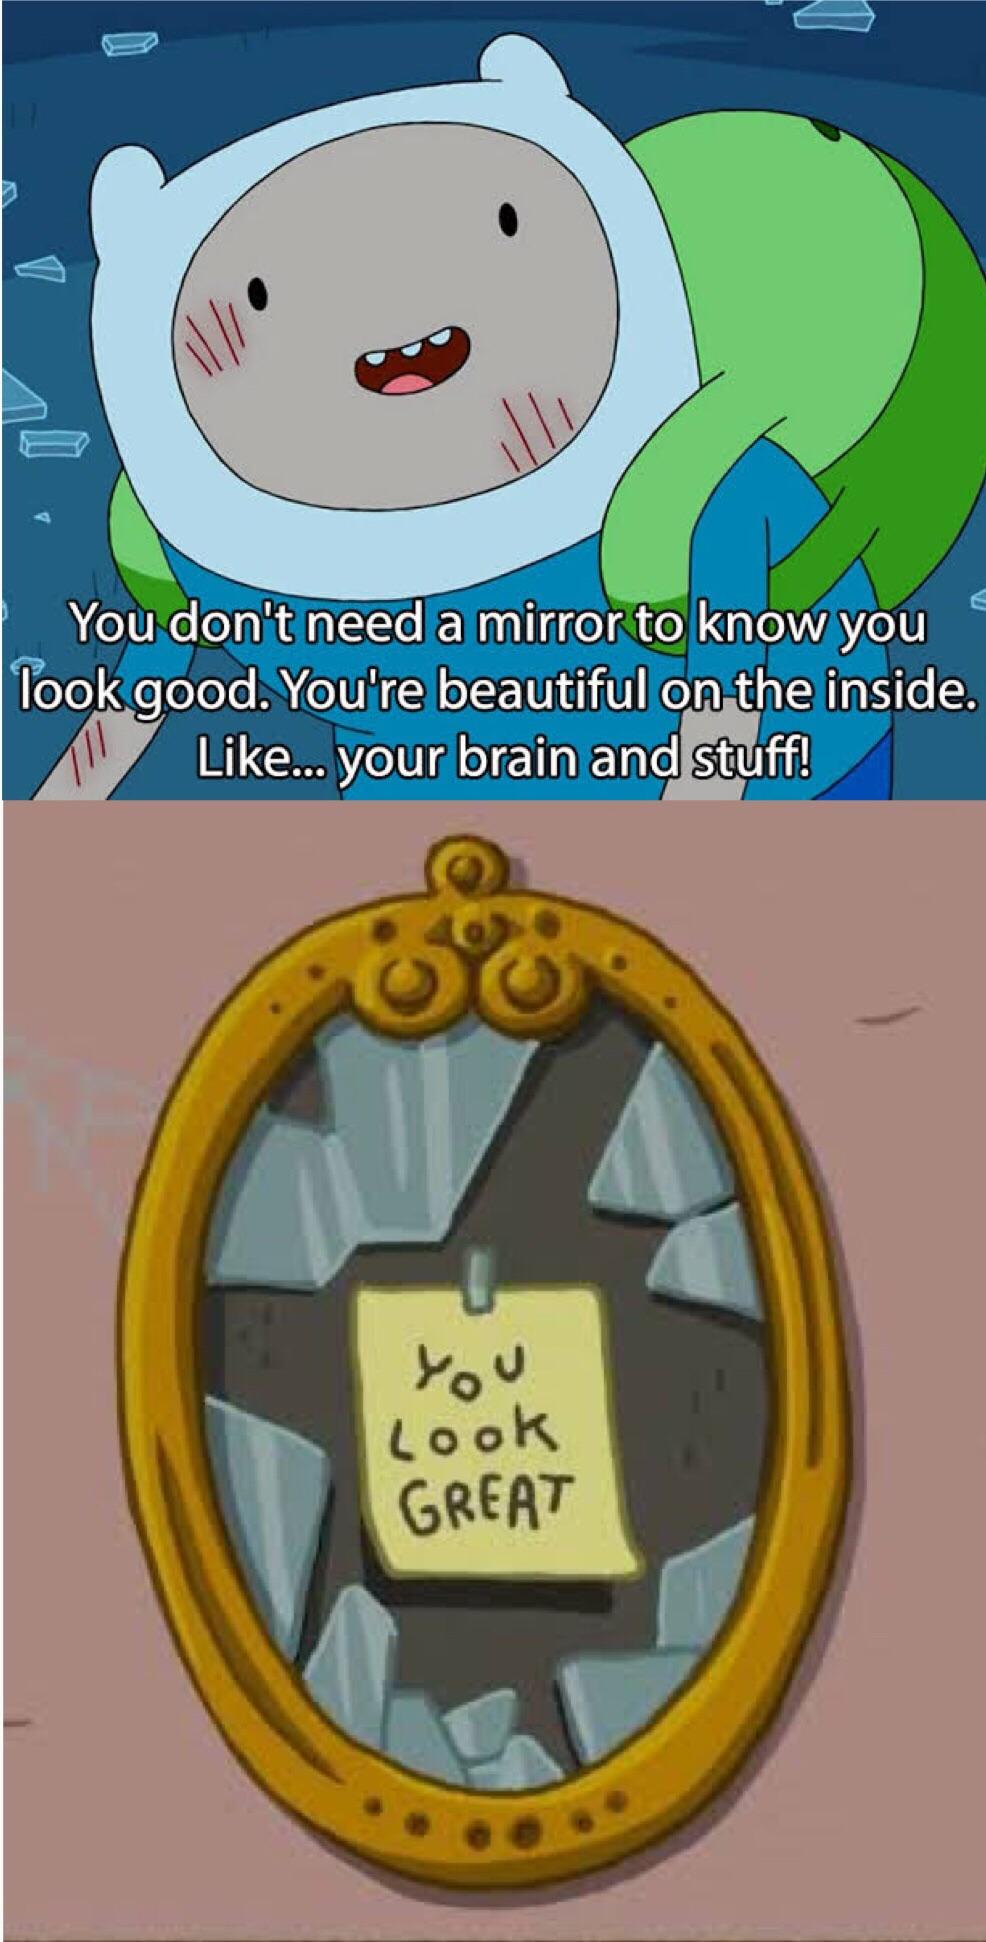 You don't need a mirror to know you
look good. You're beautiful on the inside.
Like... your brain and stuff!
YOU
LOOK
GREAT